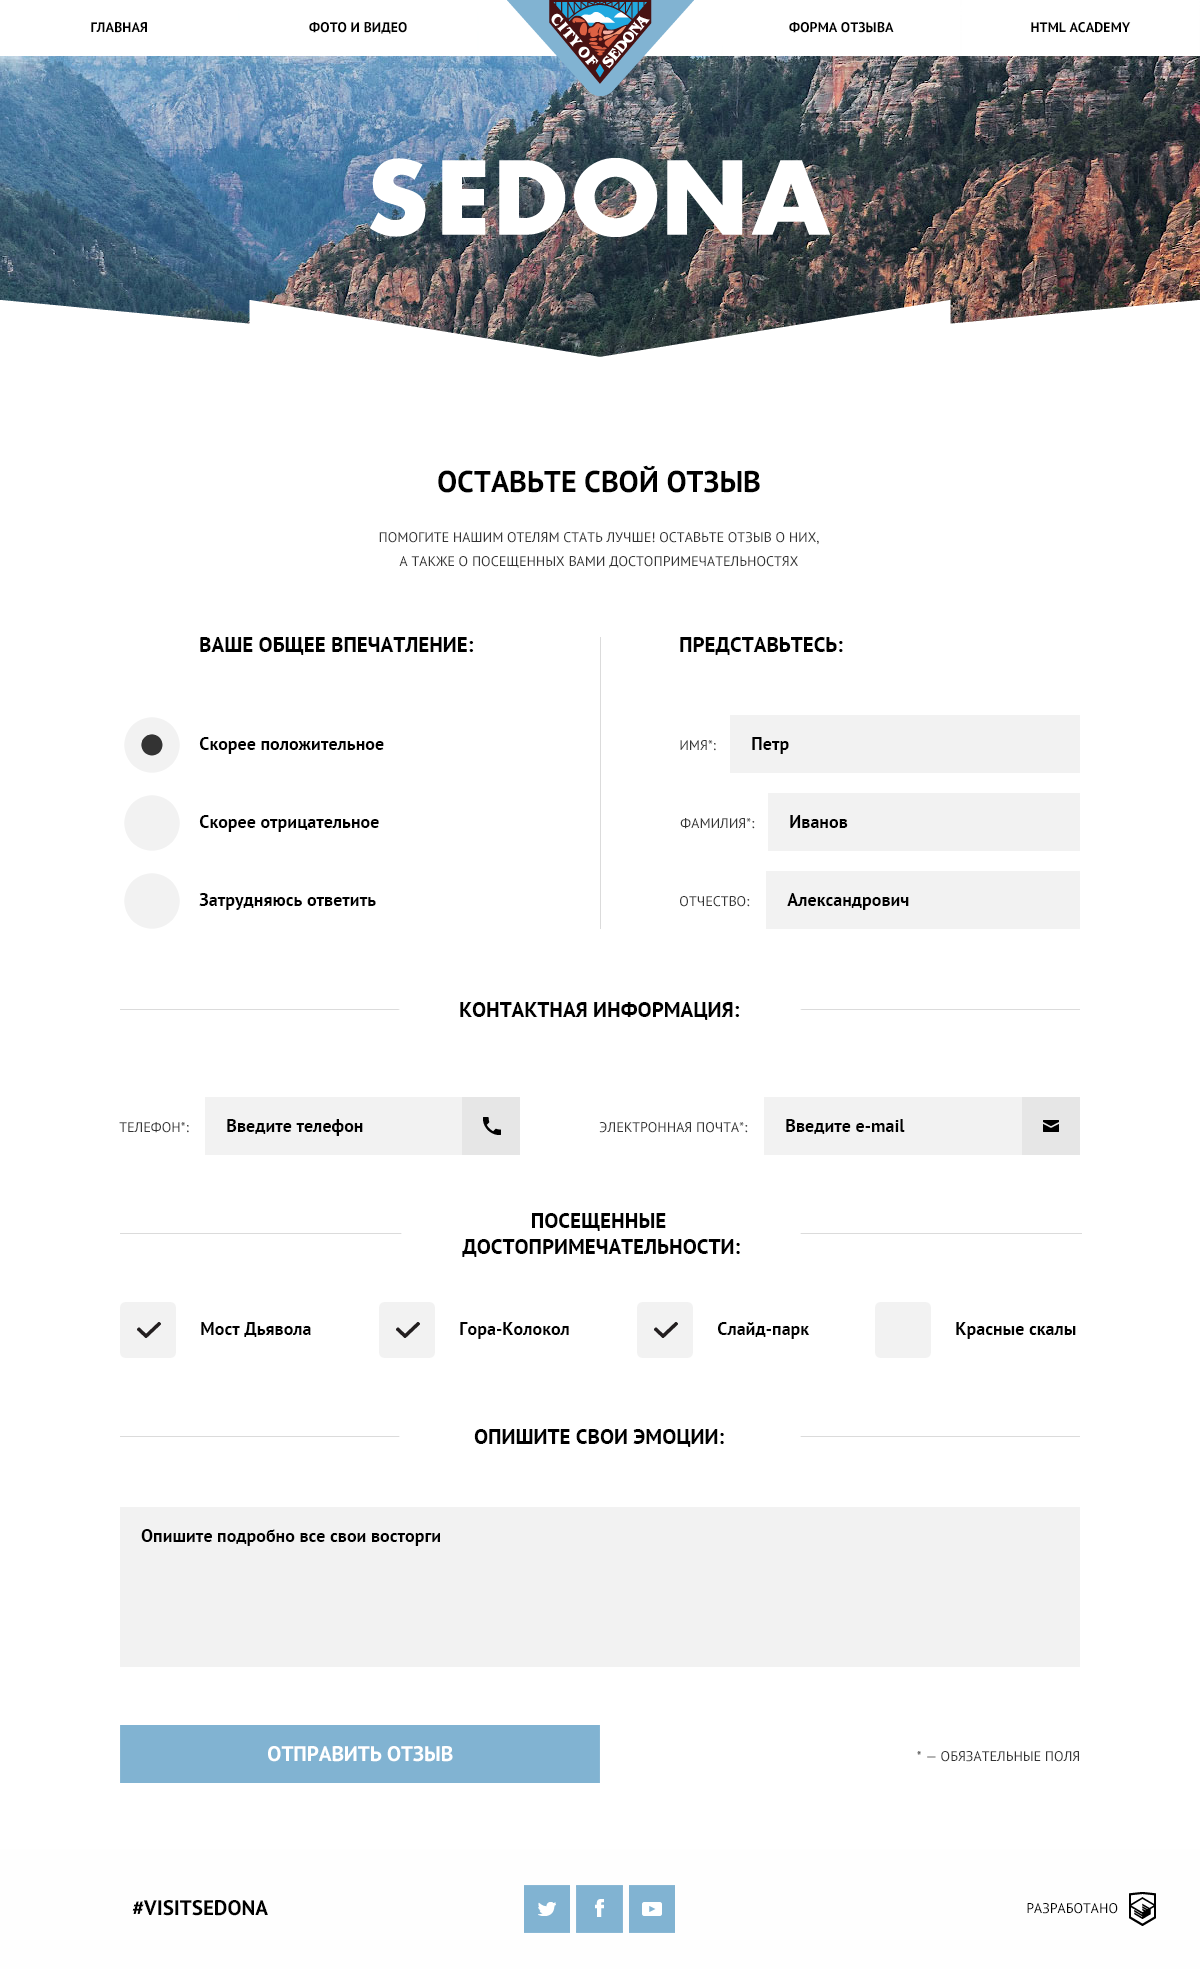 ГЛАВНАЯ
ФОТО И ВИДЕО
CITY OF SEDONA
ФОРМА ОТЗЫВА
HTML ACADEMY
SEDONA
ОСТАВЬТЕ СВОЙ ОТЗЫВ
ПОМОГИТЕ НАШИМ ОТЕЛЯМ СТАТЬ ЛУЧШЕ! ОСТАВЬТЕ ОТЗЫВ О НИХ,
А ТАКЖЕ О ПОСЕЩЕННЫХ ВАМИ ДОСТОПРИМЕЧАТЕЛЬНОСТЯХ
ВАШЕ ОБЩЕЕ ВПЕЧАТЛЕНИЕ:
Скорее положительное
Скорее отрицательное
Затрудняюсь ответить
ПРЕДСТАВЬТЕСЬ:
ИМЯ*:
Петр
ФАМИЛИЯ*:
Иванов
ОТЧЕСТВО:
Александрович
КОНТАКТНАЯ ИНФОРМАЦИЯ:
ТЕЛЕФОН*:
Введите телефон
ЭЛЕКТРОННАЯ ПОЧТА*:
Введите e-mail
ПОСЕЩЕННЫЕ
ДОСТОПРИМЕЧАТЕЛЬНОСТИ:
Мост Дьявола
Гора-Колокол
Слайд-парк
Красные скалы
ОПИШИТЕ СВОИ ЭМОЦИИ:
Опишите подробно все свои восторги
ОТПРАВИТЬ ОТЗЫВ
* — ОБЯЗАТЕЛЬНЫЕ ПОЛЯ
#VISITSEDONA
РАЗРАБОТАНО